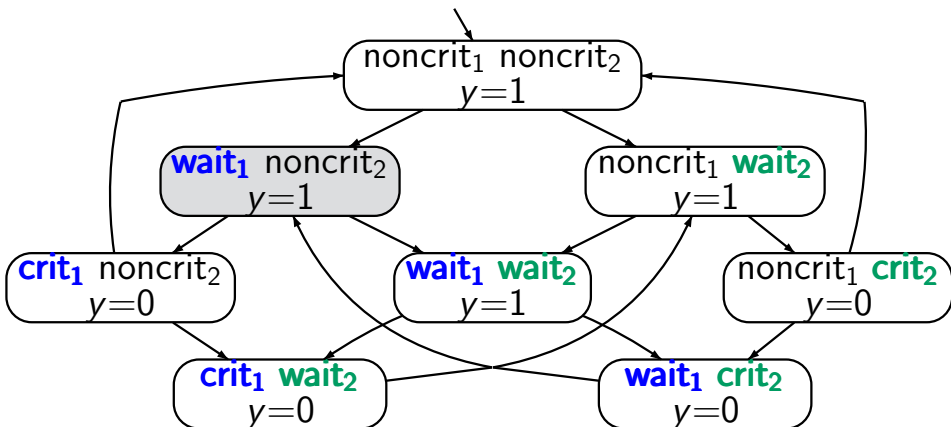 noncrit₁ noncrit₂
y=1
wait₁ noncrit₂
y=1
noncrit₁ wait₂
y=1
crit₁ noncrit₂
y=0
wait₁ wait₂
y=1
noncrit₁ crit₂
y=0
crit₁ wait₂
y=0
wait₁ crit₂
y=0